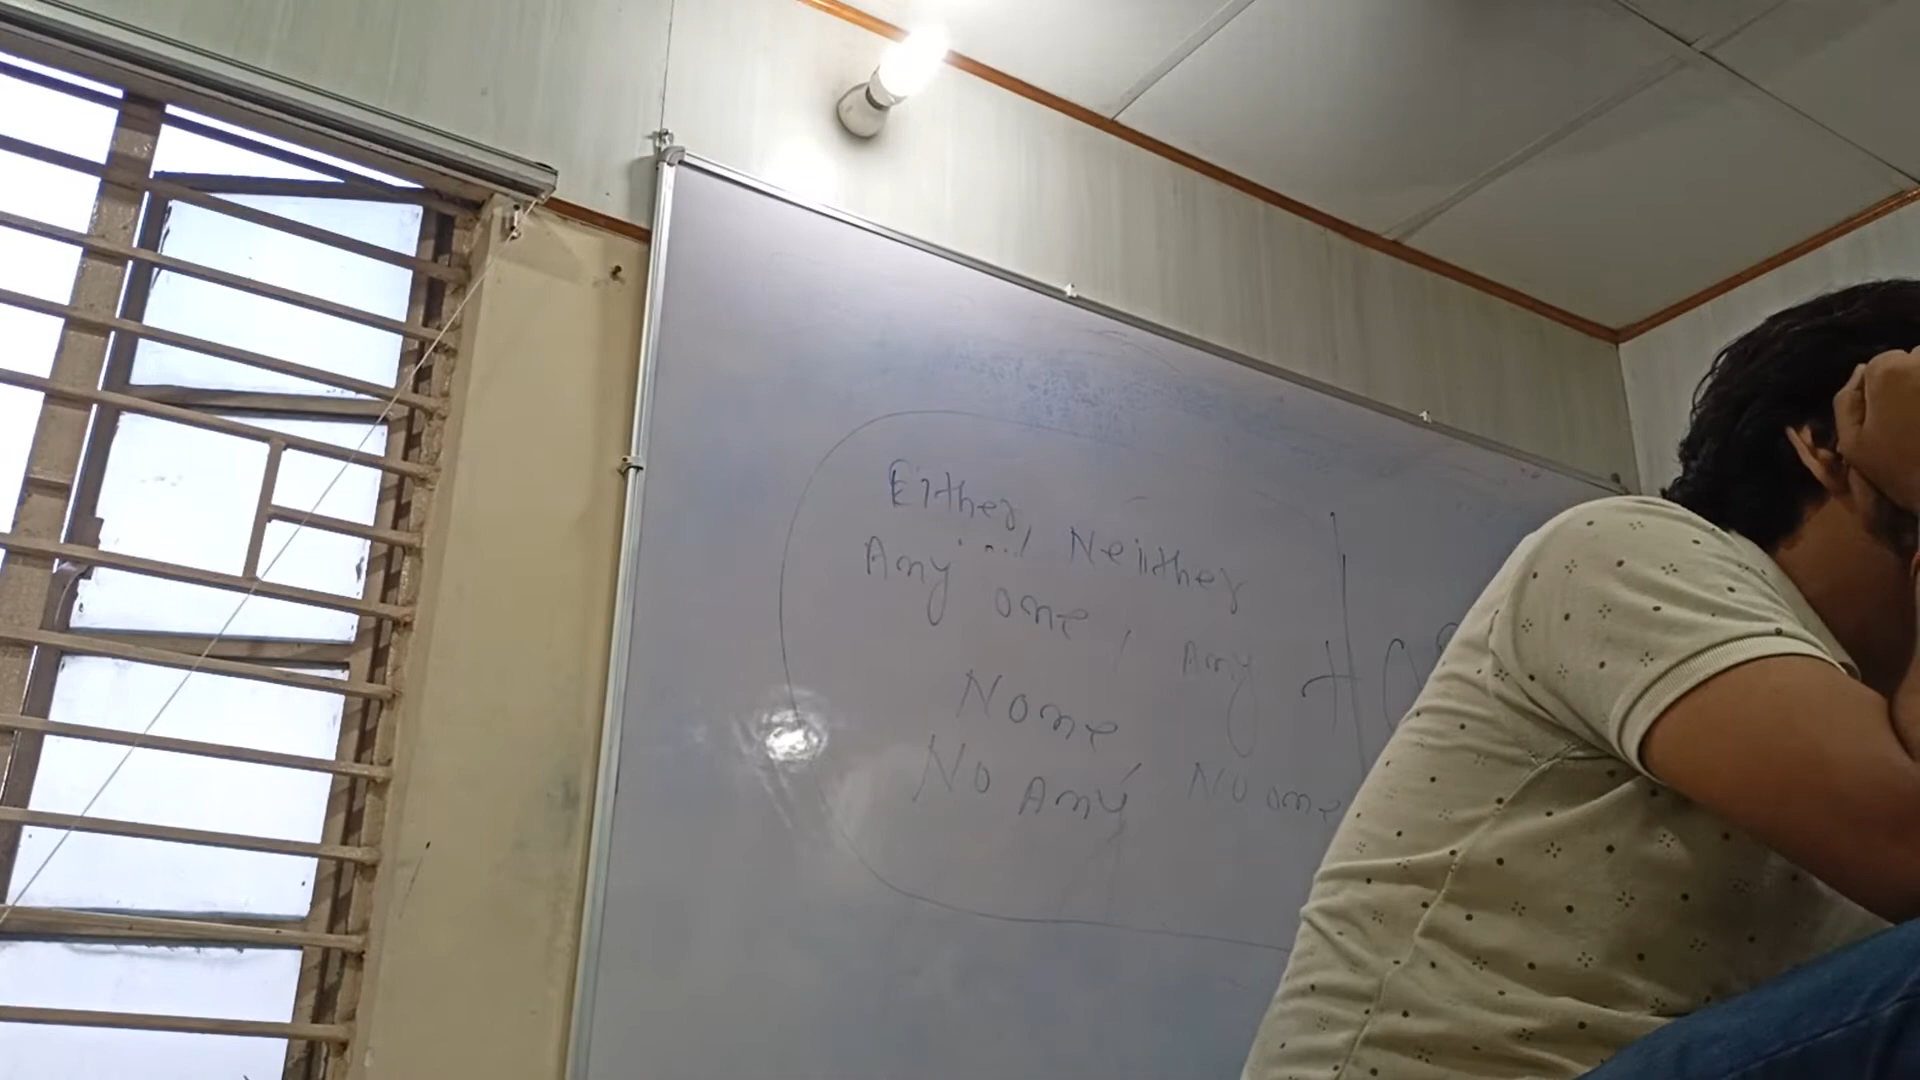 Either, Neither
Any one, Any
None
No Any No one